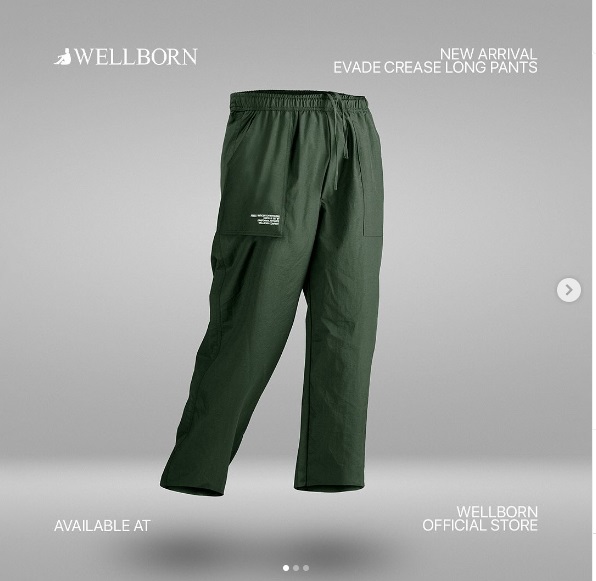 WELLBORN
NEW ARRIVAL
EVADE CREASE LONG PANTS
AVAILABLE AT
WELLBORN
OFFICIAL STORE